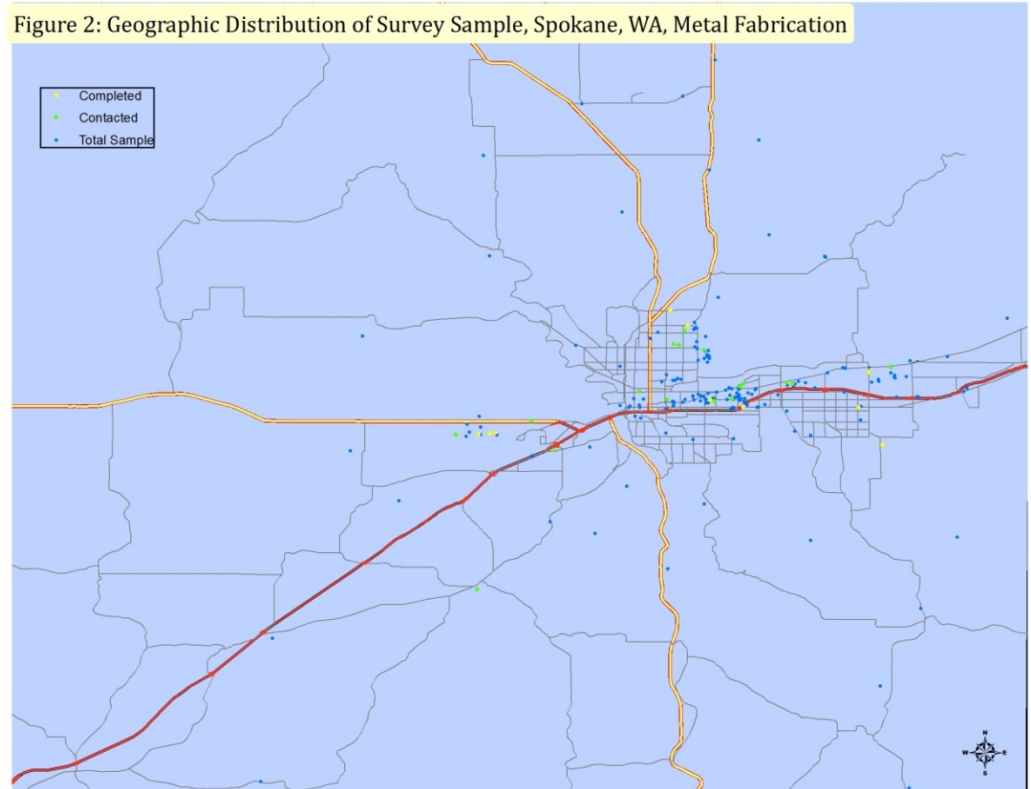 Figure 2: Geographic Distribution of Survey Sample, Spokane, WA, Metal Fabrication
Completed
Contacted
Total Sample
N
W E
S